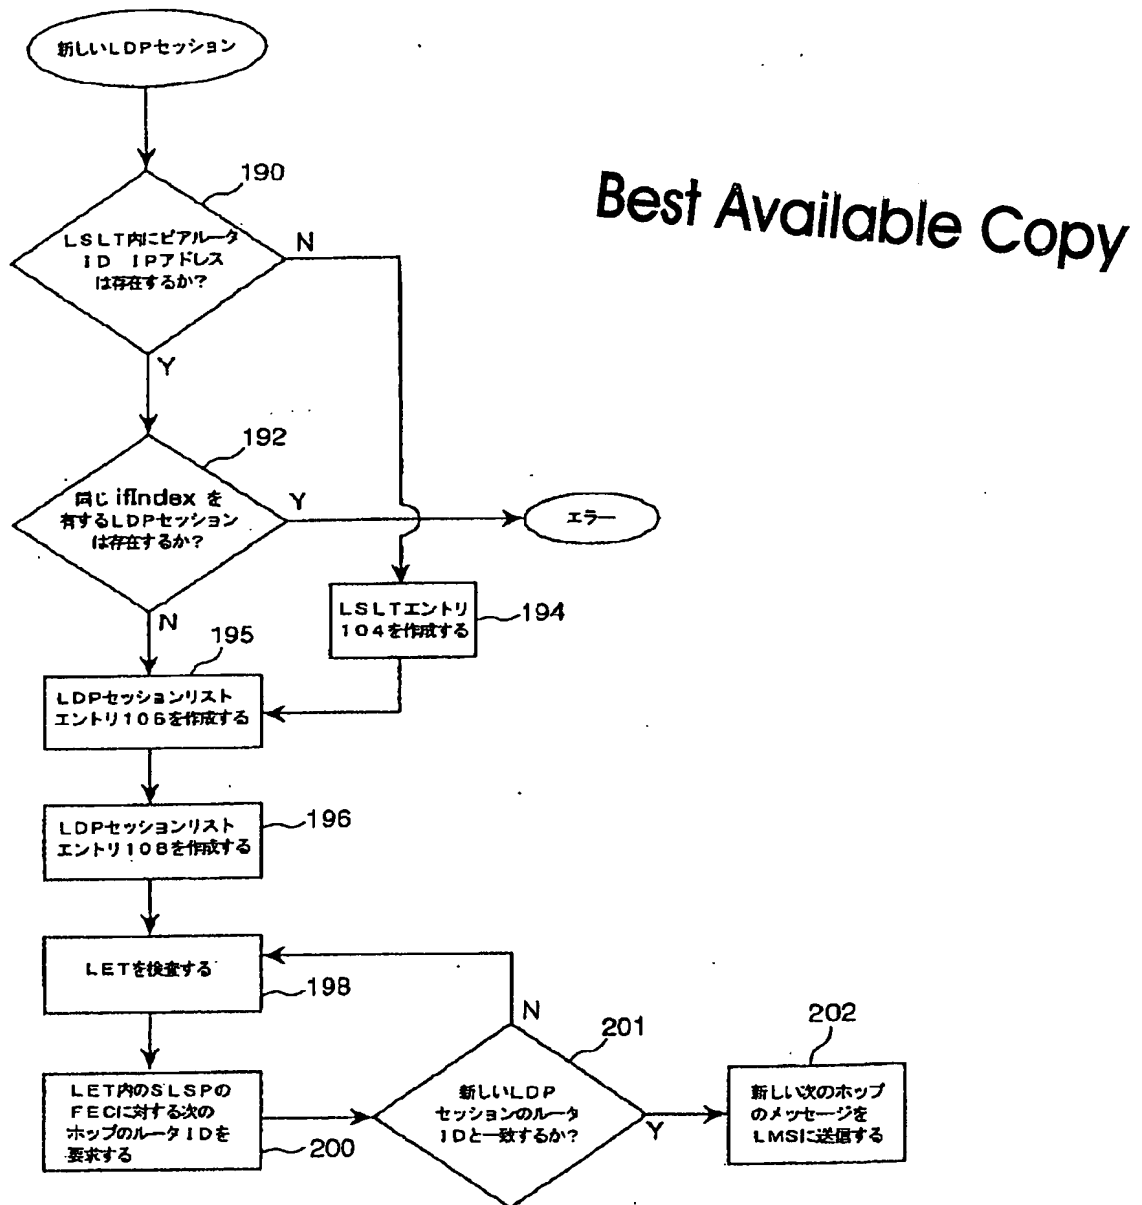 新しいLDPセッション
190
LSLT内にピアルータ
ID IPアドレス
は存在するか?
N
Y
Best Available Copy
192
同じ ifIndex を
有するLDPセッション
は存在するか?
Y
N
エラー
LSLTエントリ
104を作成する
194
195
LDPセッションリスト
エントリ106を作成する
LDPセッションリスト
エントリ108を作成する
196
LETを検査する
198
N
201
202
LET内のSLSPの
FECに対する次の
ホップのルータIDを
要求する
200
新しいLDP
セッションのルータ
IDと一致するか?
Y
新しい次のホップ
のメッセージを
LMSに送信する